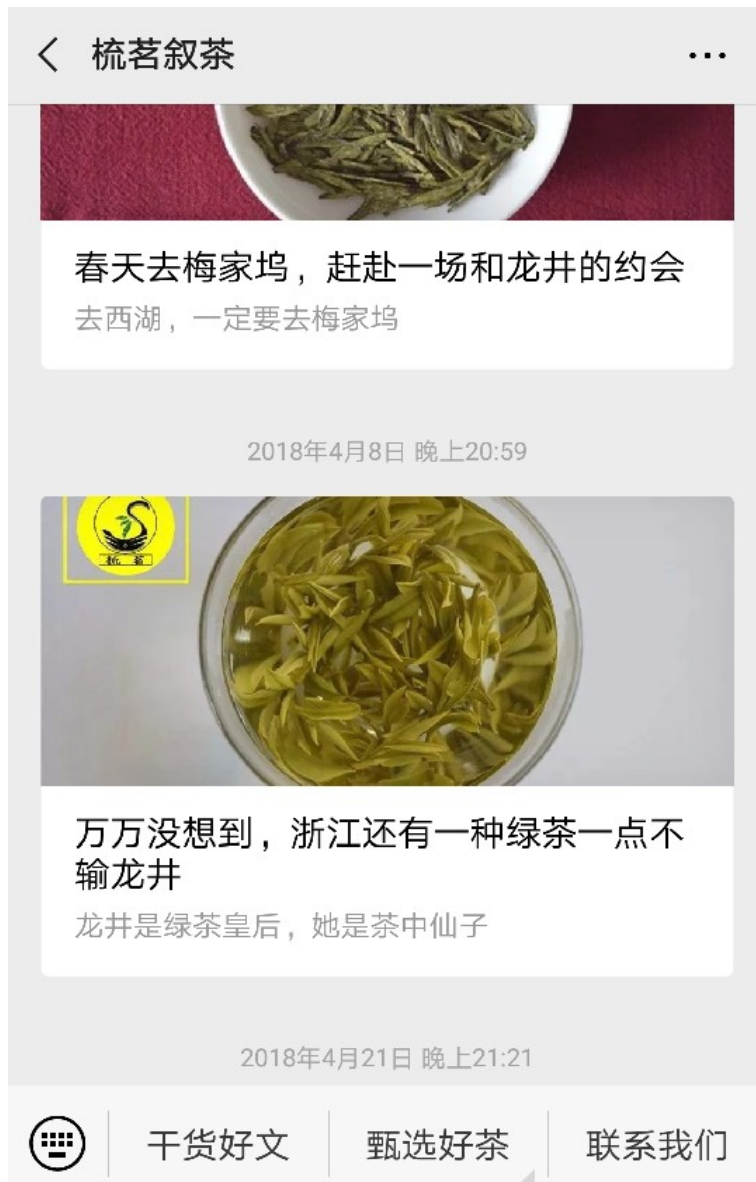 梳茗叙茶
春天去梅家坞，赶赴一场和龙井的约会
去西湖，一定要去梅家坞
2018年4月8日 晚上20:59
万万没想到，浙江还有一种绿茶一点不
输龙井
龙井是绿茶皇后，她是茶中仙子
2018年4月21日 晚上21:21
干货好文
甄选好茶
联系我们